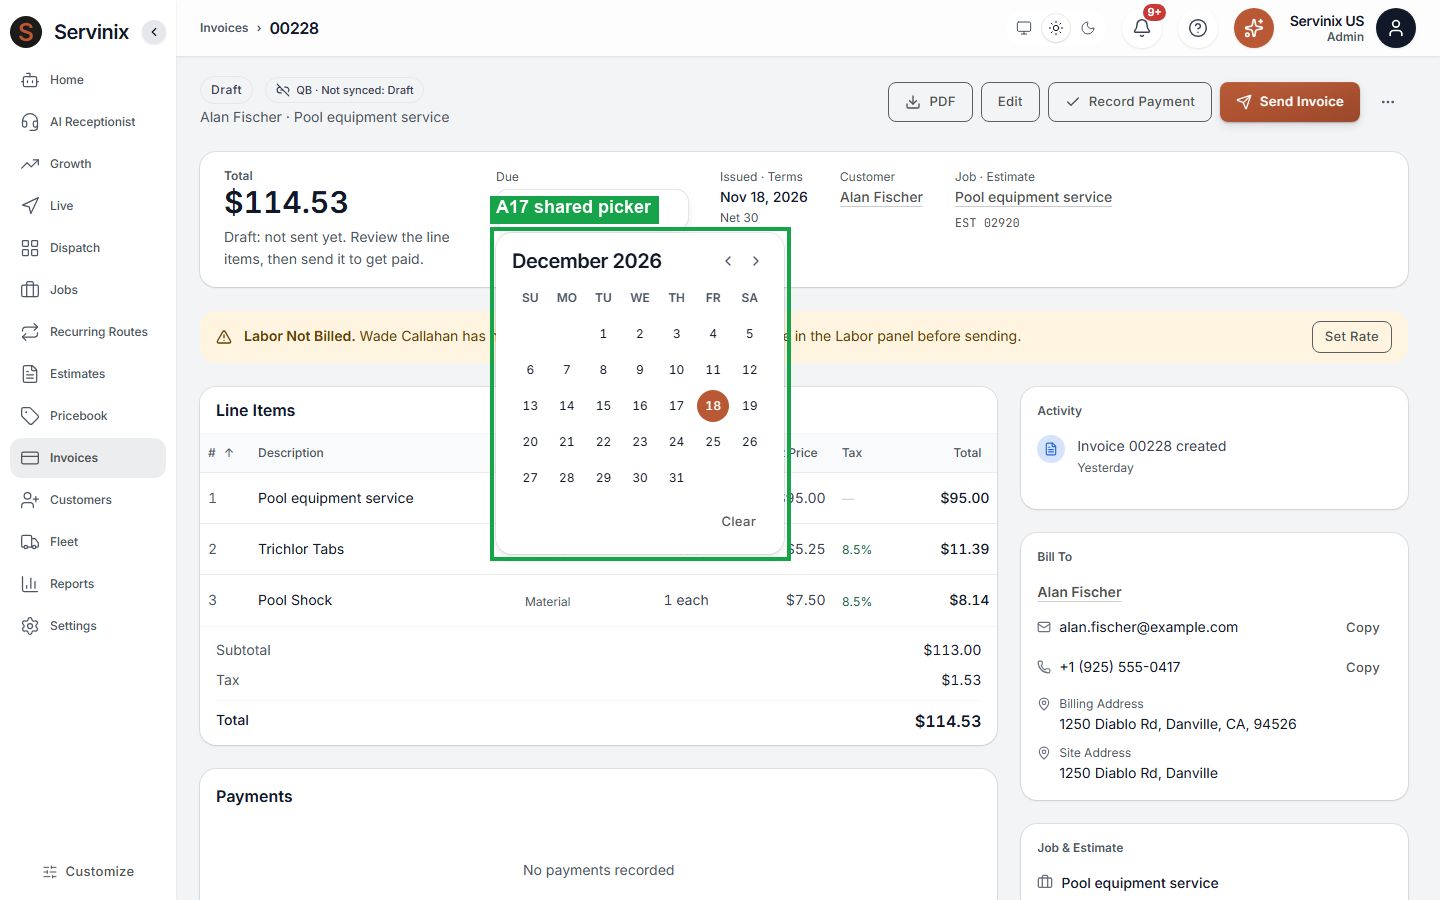 S Servinix
Home
AI Receptionist
Growth
Live
Dispatch
Jobs
Recurring Routes
Estimates
Pricebook
Invoices
Customers
Fleet
Reports
Settings
Customize
Invoices › 00228
9+
Servinix US
Admin
Draft
QB · Not synced: Draft
Alan Fischer · Pool equipment service
PDF
Edit
Record Payment
Send Invoice
Total
$114.53
Draft: not sent yet. Review the line
items, then send it to get paid.
Due
A17 shared picker
Issued · Terms
Nov 18, 2026
Net 30
Customer
Alan Fischer
Job · Estimate
Pool equipment service
EST 02920
December 2026
SU MO TU WE TH FR SA
1 2 3 4 5
6 7 8 9 10 11 12
13 14 15 16 17 18 19
20 21 22 23 24 25 26
27 28 29 30 31
Clear
Labor Not Billed. Wade Callahan has in the Labor panel before sending.
Set Rate
Line Items
# Description Price Tax Total
1 Pool equipment service $95.00 — $95.00
2 Trichlor Tabs $5.25 8.5% $11.39
3 Pool Shock Material 1 each $7.50 8.5% $8.14
Subtotal $113.00
Tax $1.53
Total $114.53
Payments
No payments recorded
Activity
Invoice 00228 created
Yesterday
Bill To
Alan Fischer
alan.fischer@example.com Copy
+1 (925) 555-0417 Copy
Billing Address
1250 Diablo Rd, Danville, CA, 94526
Site Address
1250 Diablo Rd, Danville
Job & Estimate
Pool equipment service